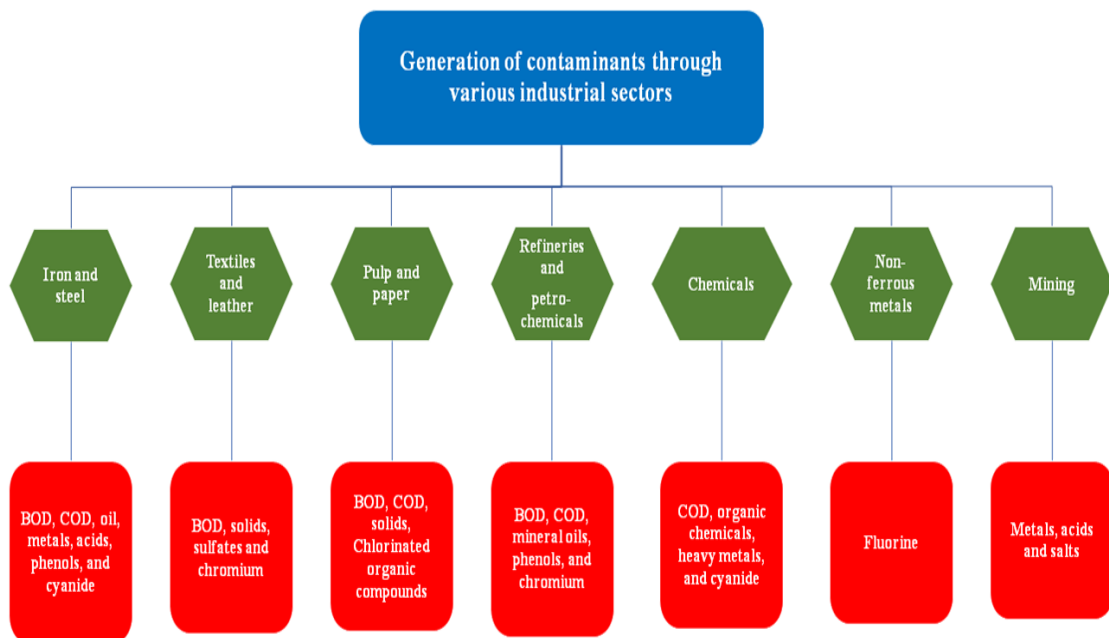 Generation of contaminants through
various industrial sectors
Iron and
steel
Textiles
and
leather
Pulp and
paper
Refineries
and
petro-
chemicals
Chemicals
Non-
ferrous
metals
Mining
BOD, COD, oil,
metals, acids,
phenols, and
cyanide
BOD, solids,
sulfates and
chromium
BOD, COD,
solids,
Chlorinated
organic
compounds
BOD, COD,
mineral oils,
phenols, and
chromium
COD, organic
chemicals,
heavy metals,
and cyanide
Fluorine
Metals, acids
and salts